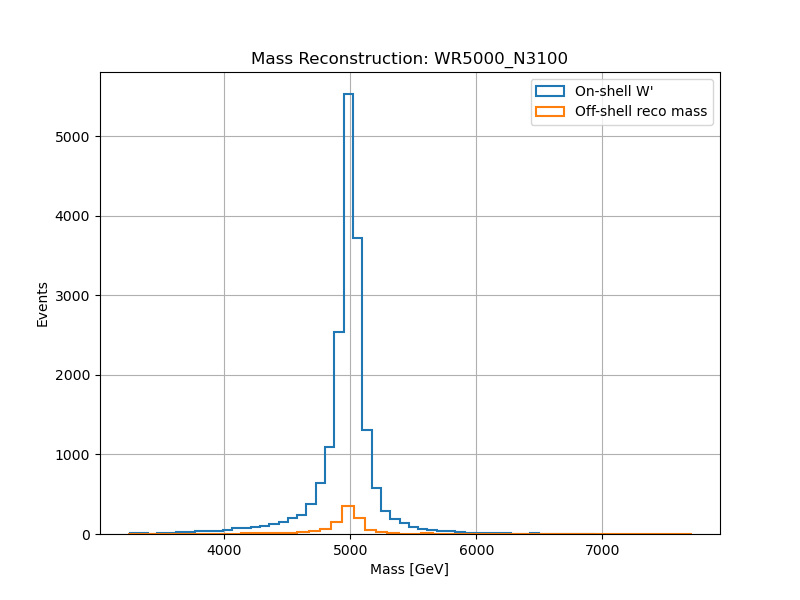 Mass Reconstruction: WR5000_N3100
On-shell W'
Off-shell reco mass
5000
4000
3000
2000
1000
0
Events
4000 5000 6000 7000
Mass [GeV]